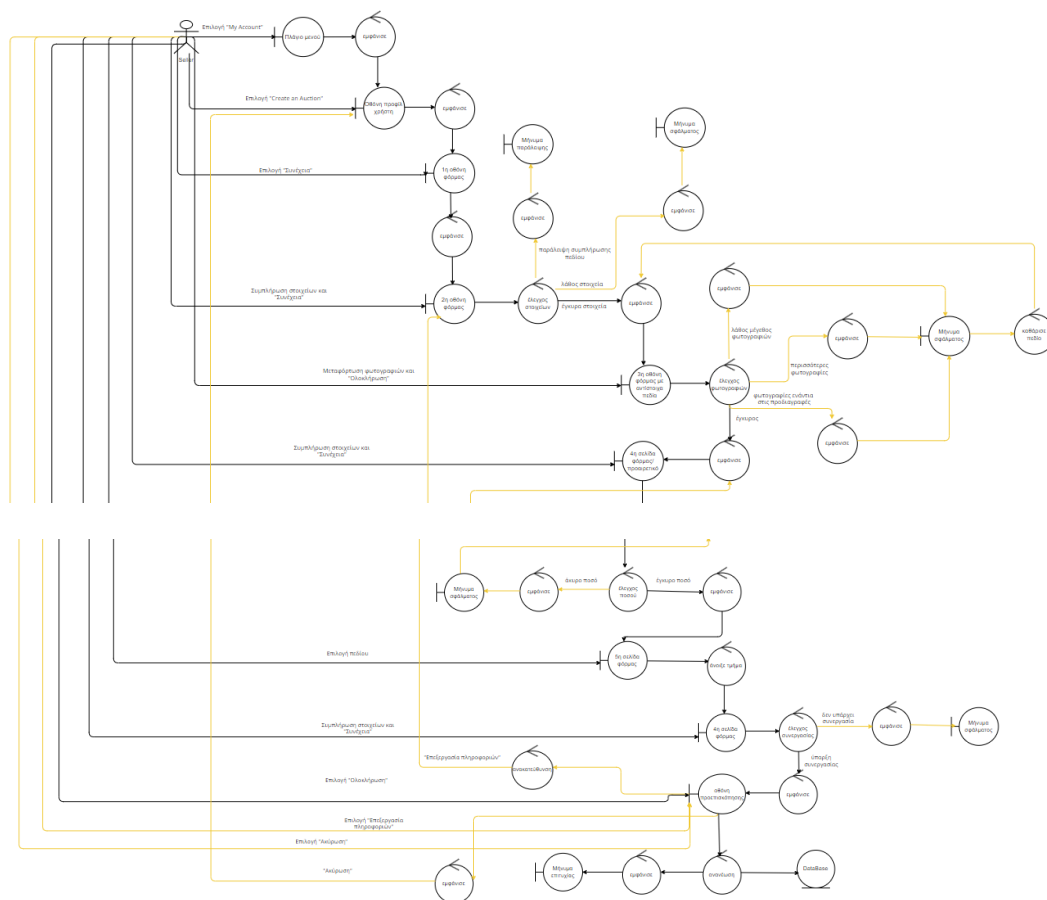 Επιλογή "My Account"
Πλάγιο μενού
εμφάνισε
Seller
Επιλογή "Create an Auction"
Οθόνη προφίλ
χρήστη
εμφάνισε
Μήνυμα
παράλειψης
Μήνυμα
σφάλματος
Επιλογή "Συνέχεια"
1η οθόνη
φόρμας
εμφάνισε
εμφάνισε
εμφάνισε
παράλειψη συμπλήρωσης
πεδίου
λάθος στοιχεία
Συμπλήρωση στοιχείων και
"Συνέχεια"
2η οθόνη
φόρμας
έλεγχος
στοιχείων
έγκυρα στοιχεία
εμφάνισε
εμφάνισε
λάθος μέγεθος
φωτογραφιών
εμφάνισε
Μήνυμα
σφάλματος
καθάρισε
πεδίο
περισσότερες
φωτογραφίες
Μεταφόρτωση φωτογραφιών και
"Ολοκλήρωση"
3η οθόνη
φόρμας με
αντίστοιχα
πεδία
έλεγχος
φωτογραφιών
φωτογραφίες ενάντια
στις προδιαγραφές
έγκυρος
εμφάνισε
Συμπλήρωση στοιχείων και
"Συνέχεια"
4η σελίδα
φόρμας/
προαιρετικά
εμφάνισε
Μήνυμα
σφάλματος
εμφάνισε
άκυρο ποσό
έλεγχος
ποσού
έγκυρο ποσό
εμφάνισε
Επιλογή πεδίου
5η σελίδα
φόρμας
άνοιξε τμήμα
Συμπλήρωση στοιχείων και
"Συνέχεια"
4η σελίδα
φόρμας
έλεγχος
συνεργασίας
δεν υπάρχει
συνεργασία
εμφάνισε
Μήνυμα
σφάλματος
ύπαρξη
συνεργασίας
"Επεξεργασία πληροφοριών"
ανακατεύθυνση
Επιλογή "Ολοκλήρωση"
οθόνη
προεπισκόπησης
εμφάνισε
Επιλογή "Επεξεργασία
πληροφοριών"
Επιλογή "Ακύρωση"
"Ακύρωση"
εμφάνισε
Μήνυμα
επιτυχίας
εμφάνισε
ανανέωση
DataBase